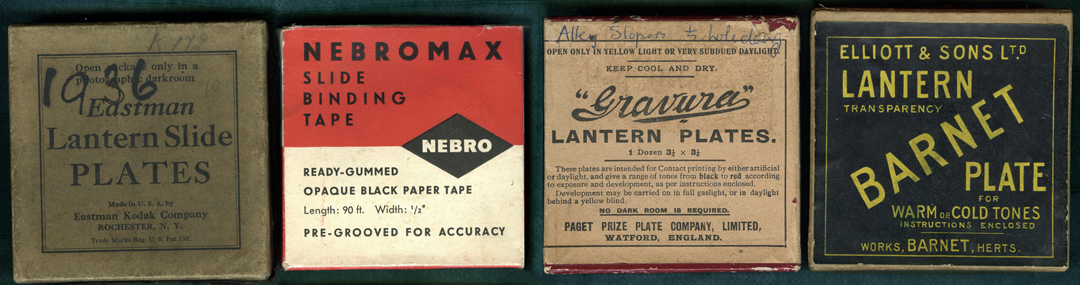 1936
Open package only in a
photographic darkroom
Eastman
Lantern Slide
PLATES
Made in U. S. A. by
Eastman Kodak Company
ROCHESTER, N. Y.
Trade Marks Reg. U. S. Pat. Off.
NEBROMAX
SLIDE
BINDING
TAPE
NEBRO
READY-GUMMED
OPAQUE BLACK PAPER TAPE
Length: 90 ft. Width: ½"
PRE-GROOVED FOR ACCURACY
OPEN ONLY IN YELLOW LIGHT OR VERY SUBDUED DAYLIGHT.
KEEP COOL AND DRY.
"Gravura"
LANTERN PLATES.
1 Dozen 3¼ × 3¼
These plates are intended for Contact printing by either artificial
or daylight, and give a range of tones from black to red according
to exposure and development, as per instructions enclosed.
Development may be carried on in full gaslight, or in daylight
behind a yellow blind.
NO DARK ROOM IS REQUIRED.
PAGET PRIZE PLATE COMPANY, LIMITED,
WATFORD, ENGLAND.
ELLIOTT & SONS LTD.
LANTERN
TRANSPARENCY
BARNET
PLATE
FOR
WARM OR COLD TONES
INSTRUCTIONS ENCLOSED
WORKS, BARNET, HERTS.